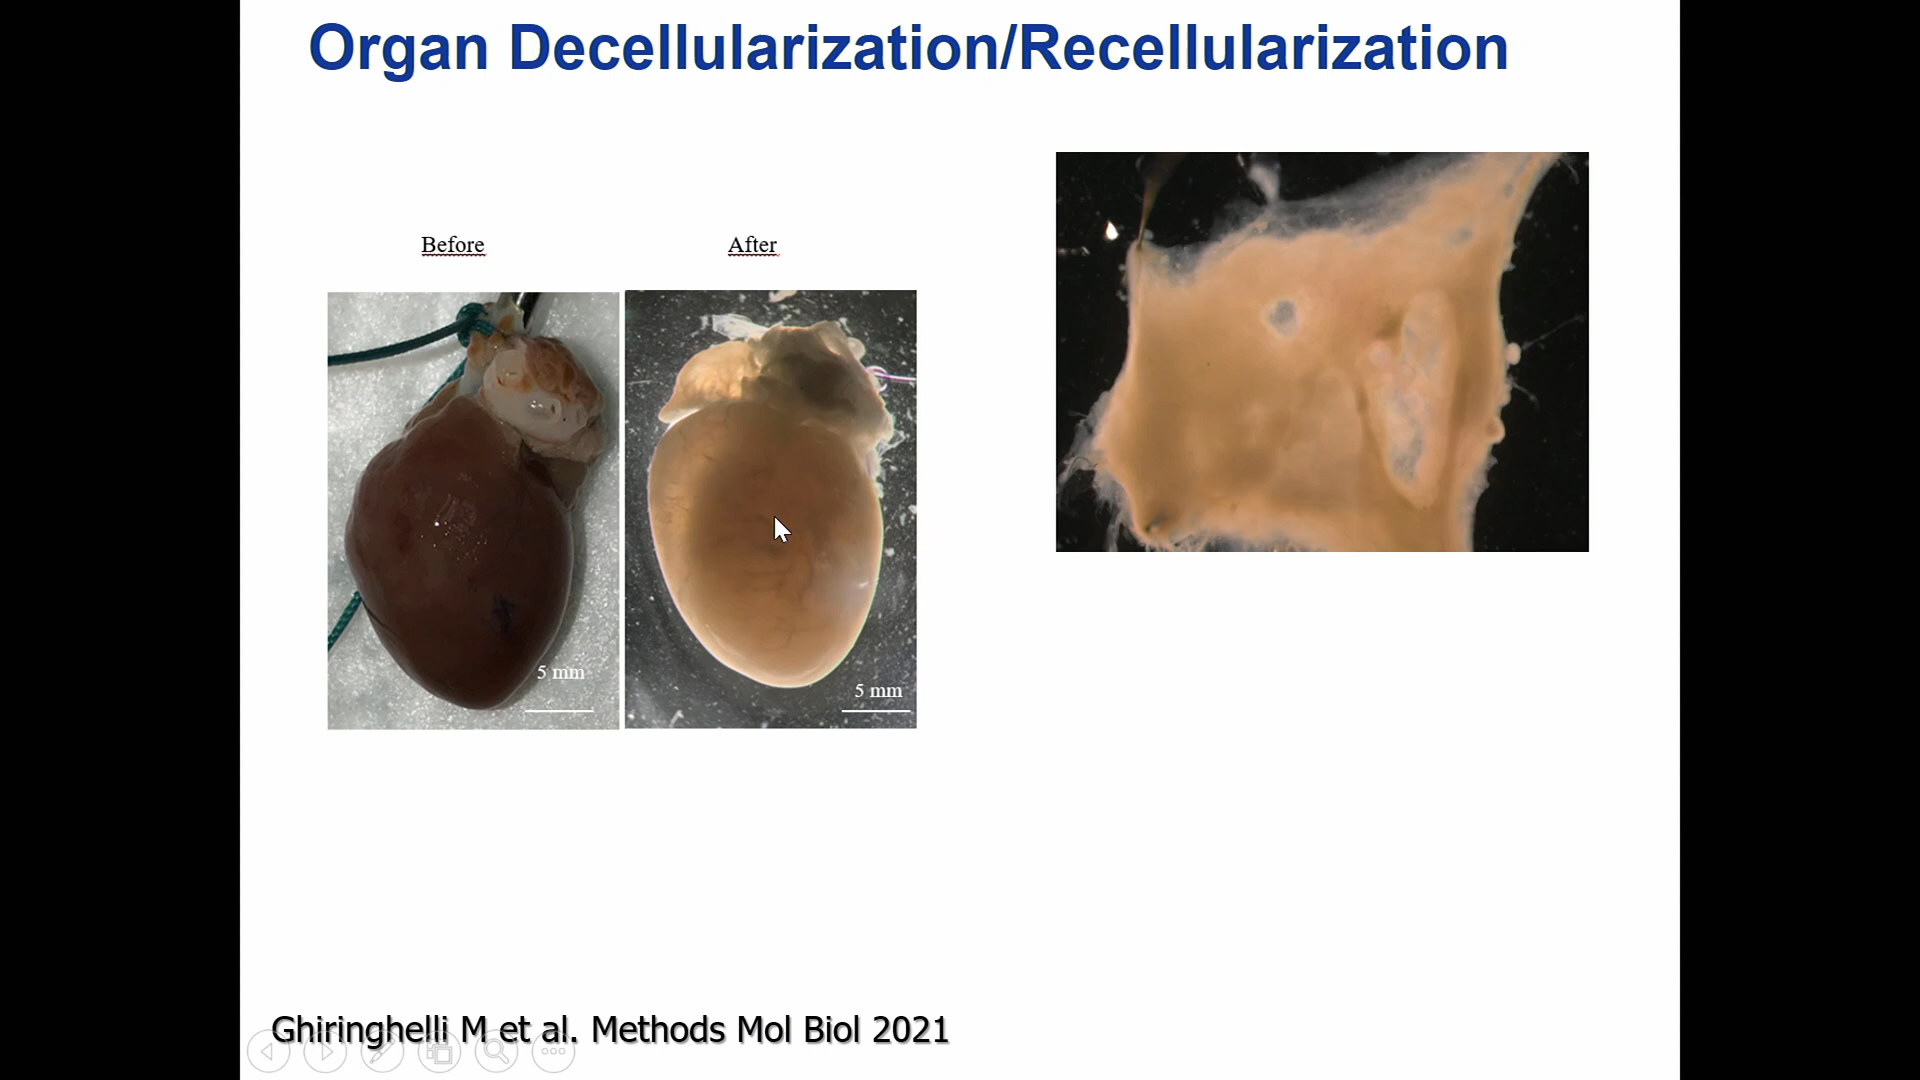 Organ Decellularization/Recellularization
Before
After
5 mm
5 mm
Ghiringhelli M et al. Methods Mol Biol 2021